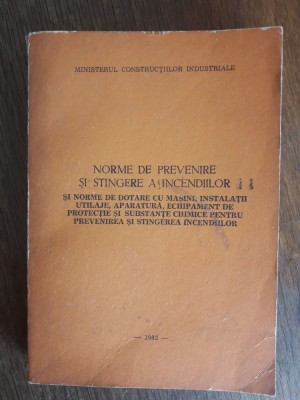 MINISTERUL CONSTRUCȚIILOR INDUSTRIALE
NORME DE PREVENIRE
ȘI STINGERE A INCENDIILOR
ȘI NORME DE DOTARE CU MAȘINI, INSTALAȚII
UTILAJE, APARATURĂ, ECHIPAMENT DE
PROTECȚIE ȘI SUBSTANȚE CHIMICE PENTRU
PREVENIREA ȘI STINGEREA INCENDIILOR
— 1982 —